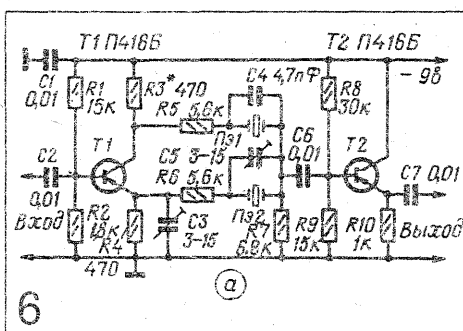 T1 П416Б
T2 П416Б
C1
0,01
R1
15к
R3* 470
R5 5,6к
C4 4,7пФ
R8
30к
- 9в
Пэ1
C2
T1
C5
3-15
C6
0,01
T2
C7 0,01
0,01
R6 5,6к
Вход
R2
18к
R4
470
C3
3-15
Пэ2
R7
6,8к
R9
15к
R10
1к
Выход
а
6